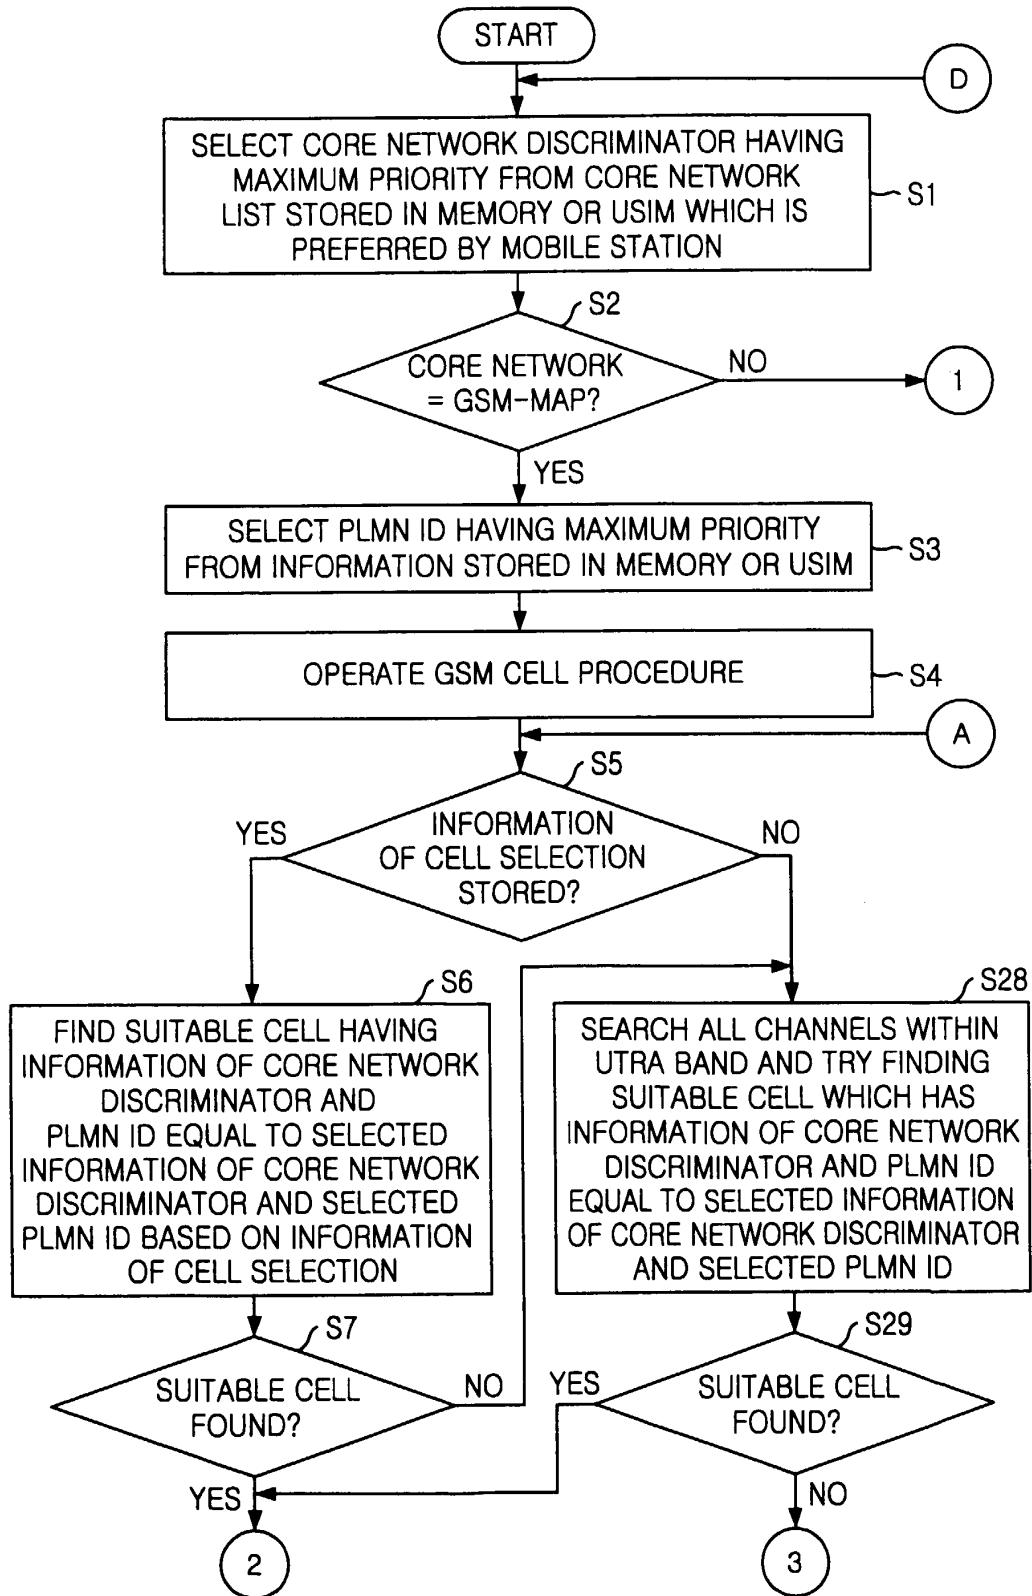 START
D
SELECT CORE NETWORK DISCRIMINATOR HAVING
MAXIMUM PRIORITY FROM CORE NETWORK
LIST STORED IN MEMORY OR USIM WHICH IS
PREFERRED BY MOBILE STATION
S1
S2
CORE NETWORK
= GSM-MAP?
NO
1
YES
SELECT PLMN ID HAVING MAXIMUM PRIORITY
FROM INFORMATION STORED IN MEMORY OR USIM
S3
OPERATE GSM CELL PROCEDURE
S4
A
S5
INFORMATION
OF CELL SELECTION
STORED?
YES
NO
S6
FIND SUITABLE CELL HAVING
INFORMATION OF CORE NETWORK
DISCRIMINATOR AND
PLMN ID EQUAL TO SELECTED
INFORMATION OF CORE NETWORK
DISCRIMINATOR AND SELECTED
PLMN ID BASED ON INFORMATION
OF CELL SELECTION
S28
SEARCH ALL CHANNELS WITHIN
UTRA BAND AND TRY FINDING
SUITABLE CELL WHICH HAS
INFORMATION OF CORE NETWORK
DISCRIMINATOR AND PLMN ID
EQUAL TO SELECTED INFORMATION
OF CORE NETWORK DISCRIMINATOR
AND SELECTED PLMN ID
S7
SUITABLE CELL
FOUND?
NO
YES
2
S29
SUITABLE CELL
FOUND?
YES
NO
3